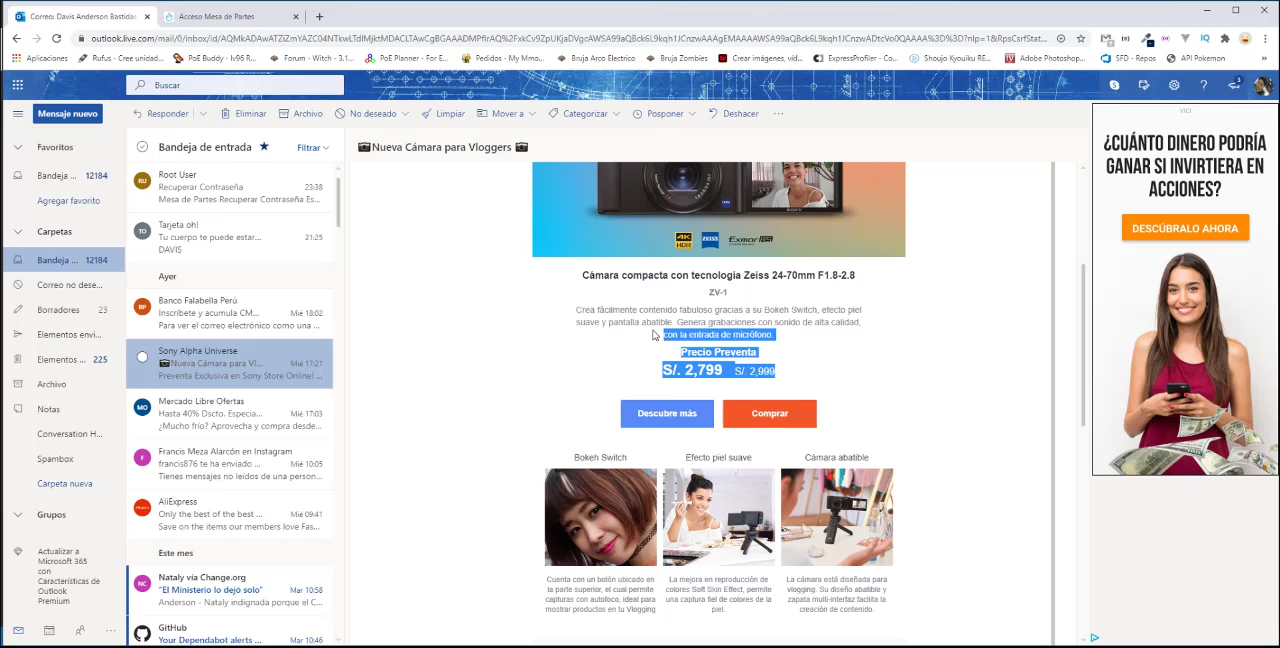 Correo: Davis Anderson Bastidas
Acceso Mesa de Partes
Aplicaciones
Rufus - Cree unidad...
PoE Buddy - lv96 R...
Forum - Witch - 3.1...
PoE Planner - For E...
Pedidos - My Mmo...
Bruja Arco Electrico
Bruja Zombies
Crear imágenes, víd...
ExpressProfiler - Co...
Shoujo Kyouiku RE...
Adobe Photoshop...
SFD - Repos
API Pokemon
Buscar
Mensaje nuevo
Responder
Eliminar
Archivo
No deseado
Limpiar
Mover a
Categorizar
Posponer
Deshacer
Favoritos
Bandeja ... 12184
Agregar favorito
Carpetas
Bandeja ... 12184
Correo no dese...
Borradores 23
Elementos envi...
Elementos ... 225
Archivo
Notas
Conversation H...
Spambox
Carpeta nueva
Grupos
Actualizar a
Microsoft 365
con
Características de
Outlook
Premium
Bandeja de entrada
Filtrar
RU
Root User
Recuperar Contraseña 23:38
Mesa de Partes Recuperar Contraseña Es...
TO
Tarjeta oh!
Tu cuerpo te puede estar... 21:25
DAVIS
Ayer
BP
Banco Falabella Perú
Inscríbete y acumula CM... Mié 18:02
Para ver el correo electrónico como una ...
Sony Alpha Universe
Nueva Cámara para Vl... Mié 17:21
Preventa Exclusiva en Sony Store Online! ...
MO
Mercado Libre Ofertas
Hasta 40% Dscto. Especia... Mié 17:03
¿Mucho frío? Aprovecha y compra desde...
F
Francis Meza Alarcón en Instagram
francis876 te ha enviado ... Mié 10:05
Tienes mensajes no leídos de una person...
AliExpress
Only the best of the best ... Mié 09:41
Save on the items our members love Fas...
Este mes
NC
Nataly vía Change.org
"El Ministerio lo dejó solo" Mar 10:58
Anderson - Nataly indignada porque el C...
GitHub
Your Dependabot alerts ... Mar 10:46
Nueva Cámara para Vloggers
SONY
4K
HDR
ZEISS
Cámara compacta con tecnología Zeiss 24-70mm F1.8-2.8
ZV-1
Crea fácilmente contenido fabuloso gracias a su Bokeh Switch, efecto piel
suave y pantalla abatible. Genera grabaciones con sonido de alta calidad,
con la entrada de micrófono.
Precio Preventa
S/. 2,799 S/. 2,999
Descubre más
Comprar
Bokeh Switch
Efecto piel suave
Cámara abatible
Cuenta con un botón ubicado en
la parte superior, el cual permite
capturas con autofoco, ideal para
mostrar productos en tu Vlogging
La mejora en reproducción de
colores Soft Skin Effect, permite
una captura fiel de colores de la
piel.
La cámara está diseñada para
vlogging. Su diseño abatible y
zapata multi-interfaz facilita la
creación de contenido.
VICI
¿CUÁNTO DINERO PODRÍA
GANAR SI INVIRTIERA EN
ACCIONES?
DESCÚBRALO AHORA